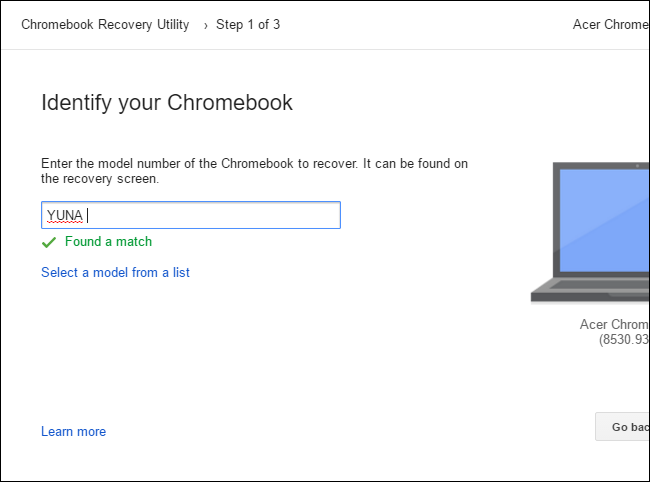 Chromebook Recovery Utility › Step 1 of 3
Acer Chrome
Identify your Chromebook
Enter the model number of the Chromebook to recover. It can be found on
the recovery screen.
YUNA
Found a match
Select a model from a list
Acer Chrom
(8530.93
Learn more
Go bac